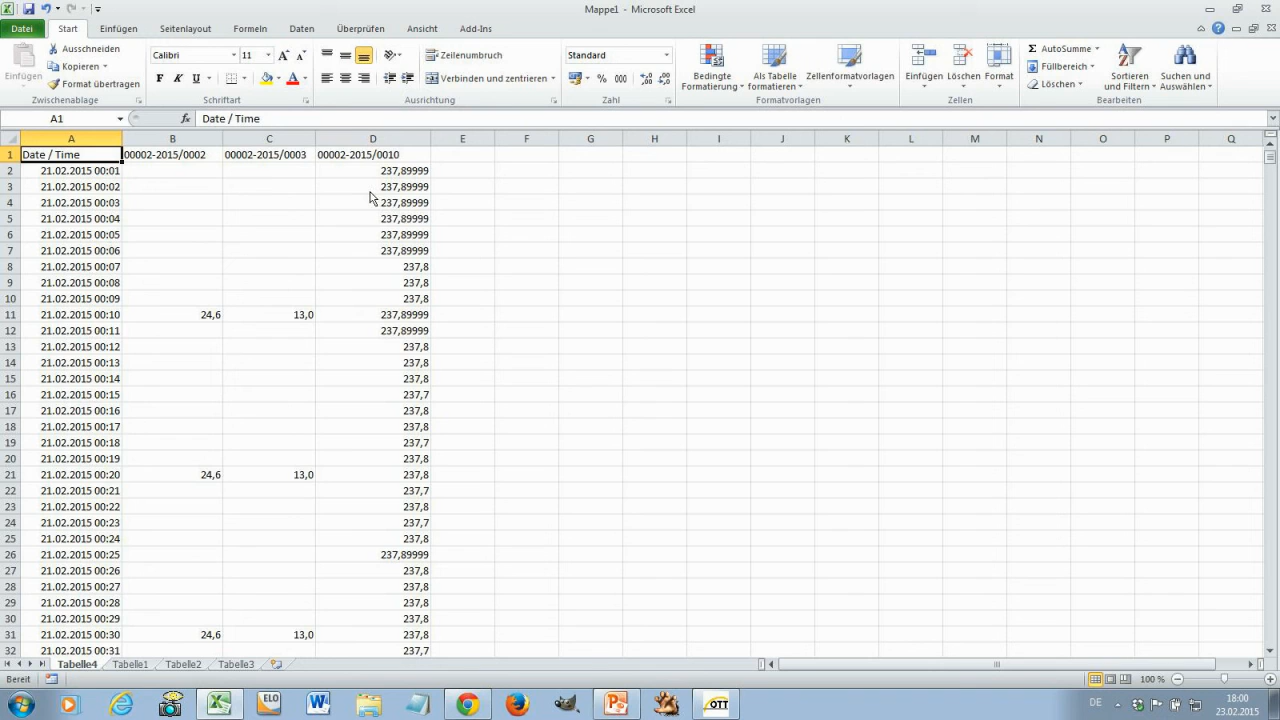 Mappe1 - Microsoft Excel
Datei Start Einfügen Seitenlayout Formeln Daten Überprüfen Ansicht Add-Ins
Einfügen
Ausschneiden
Kopieren
Format übertragen
Zwischenablage
Calibri 11
F K U
Schriftart
Zeilenumbruch
Verbinden und zentrieren
Ausrichtung
Standard
% 000
Zahl
Bedingte Formatierung
Als Tabelle formatieren
Zellenformatvorlagen
Formatvorlagen
Einfügen Löschen Format
Zellen
AutoSumme
Füllbereich
Löschen
Sortieren und Filtern
Suchen und Auswählen
Bearbeiten
A1 fx Date / Time
A B C D E F G H I J K L M N O P Q
1 Date / Time 00002-2015/0002 00002-2015/0003 00002-2015/0010
2 21.02.2015 00:01 237,89999
3 21.02.2015 00:02 237,89999
4 21.02.2015 00:03 237,89999
5 21.02.2015 00:04 237,89999
6 21.02.2015 00:05 237,89999
7 21.02.2015 00:06 237,89999
8 21.02.2015 00:07 237,8
9 21.02.2015 00:08 237,8
10 21.02.2015 00:09 237,8
11 21.02.2015 00:10 24,6 13,0 237,89999
12 21.02.2015 00:11 237,89999
13 21.02.2015 00:12 237,8
14 21.02.2015 00:13 237,8
15 21.02.2015 00:14 237,8
16 21.02.2015 00:15 237,7
17 21.02.2015 00:16 237,8
18 21.02.2015 00:17 237,8
19 21.02.2015 00:18 237,7
20 21.02.2015 00:19 237,8
21 21.02.2015 00:20 24,6 13,0 237,8
22 21.02.2015 00:21 237,7
23 21.02.2015 00:22 237,8
24 21.02.2015 00:23 237,7
25 21.02.2015 00:24 237,8
26 21.02.2015 00:25 237,89999
27 21.02.2015 00:26 237,8
28 21.02.2015 00:27 237,8
29 21.02.2015 00:28 237,8
30 21.02.2015 00:29 237,8
31 21.02.2015 00:30 24,6 13,0 237,8
32 21.02.2015 00:31 237,7
Tabelle4 Tabelle1 Tabelle2 Tabelle3
Bereit 100 %
ELO OTT DE 18:00
23.02.2015